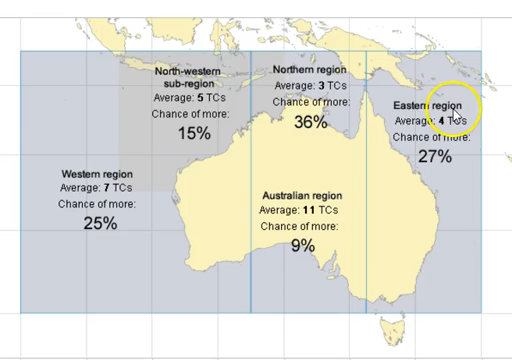 North-western
sub-region
Average: 5 TCs
Chance of more:
15%
Northern region
Average: 3 TCs
Chance of more:
36%
Eastern region
Average: 4 TCs
Chance of more:
27%
Western region
Average: 7 TCs
Chance of more:
25%
Australian region
Average: 11 TCs
Chance of more:
9%